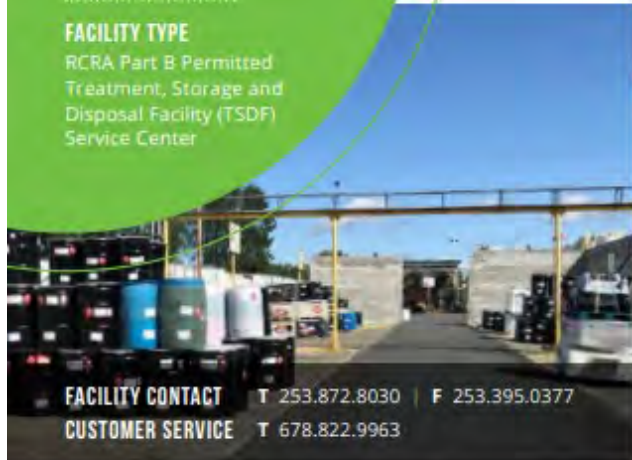 FACILITY TYPE
RCRA Part B Permitted
Treatment, Storage and
Disposal Facility (TSDF)
Service Center
FACILITY CONTACT T 253.872.8030 | F 253.395.0377
CUSTOMER SERVICE T 678.822.9963